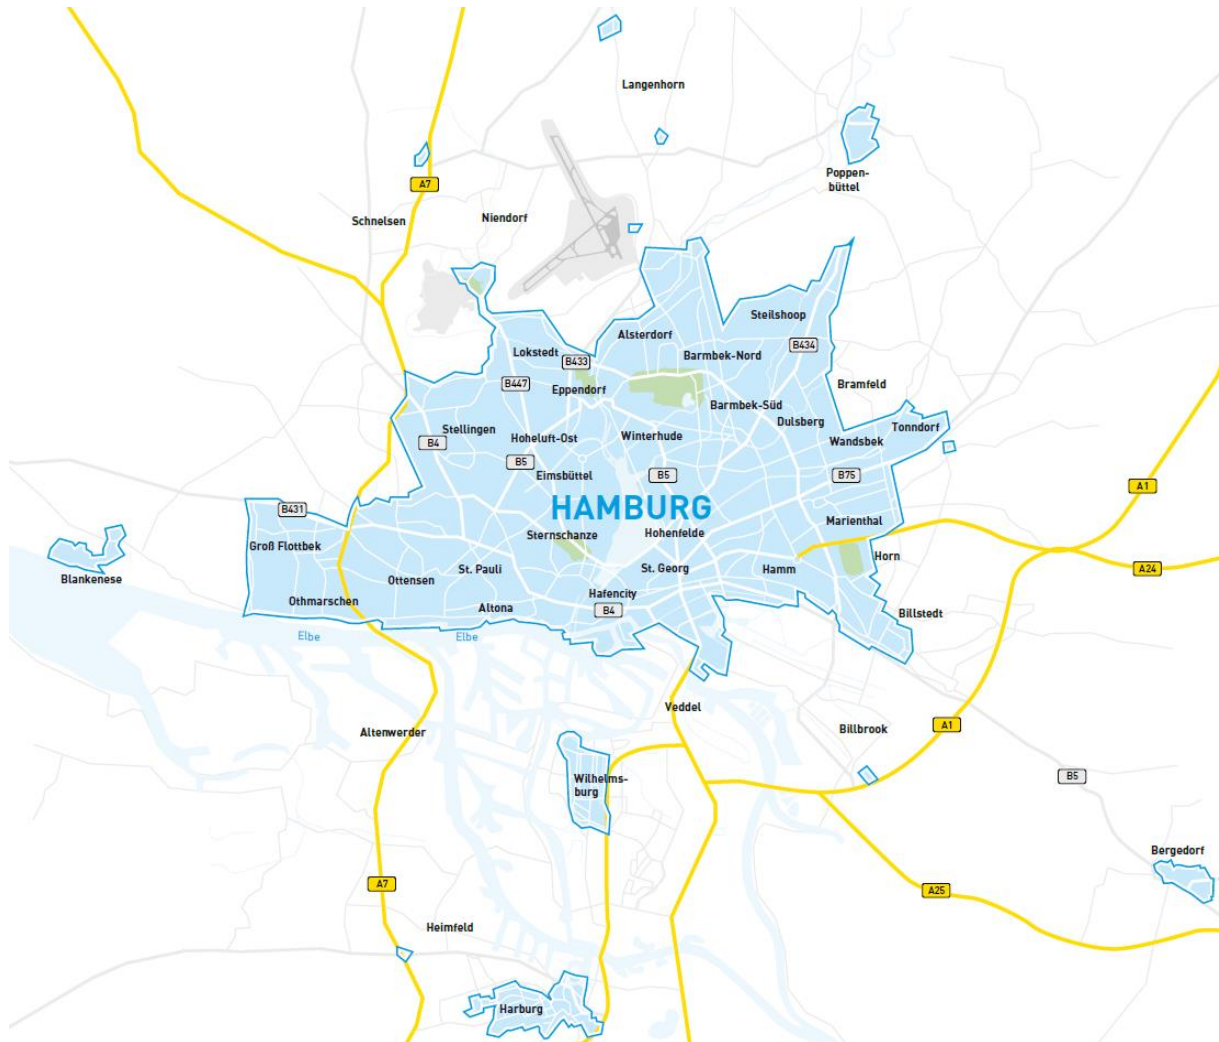 Langenhorn
Poppen-
büttel
A7
Schnelsen
Niendorf
Steilshoop
Alsterdorf
B434
Lokstedt
B433
Barmbek-Nord
B447
Eppendorf
Bramfeld
Barmbek-Süd
Dulsberg
Tonndorf
Stellingen
B4
Hoheluft-Ost
Winterhude
Wandsbek
B5
Eimsbüttel
B5
B75
A1
HAMBURG
B431
Marienthal
Sternschanze
Hohenfelde
Groß Flottbek
Horn
Blankenese
Ottensen
St. Pauli
St. Georg
Hamm
A24
Othmarschen
Altona
Hafencity
B4
Billstedt
Elbe
Elbe
Veddel
Altenwerder
Billbrook
A1
Wilhelms-
burg
B5
Bergedorf
A7
A25
Heimfeld
Harburg